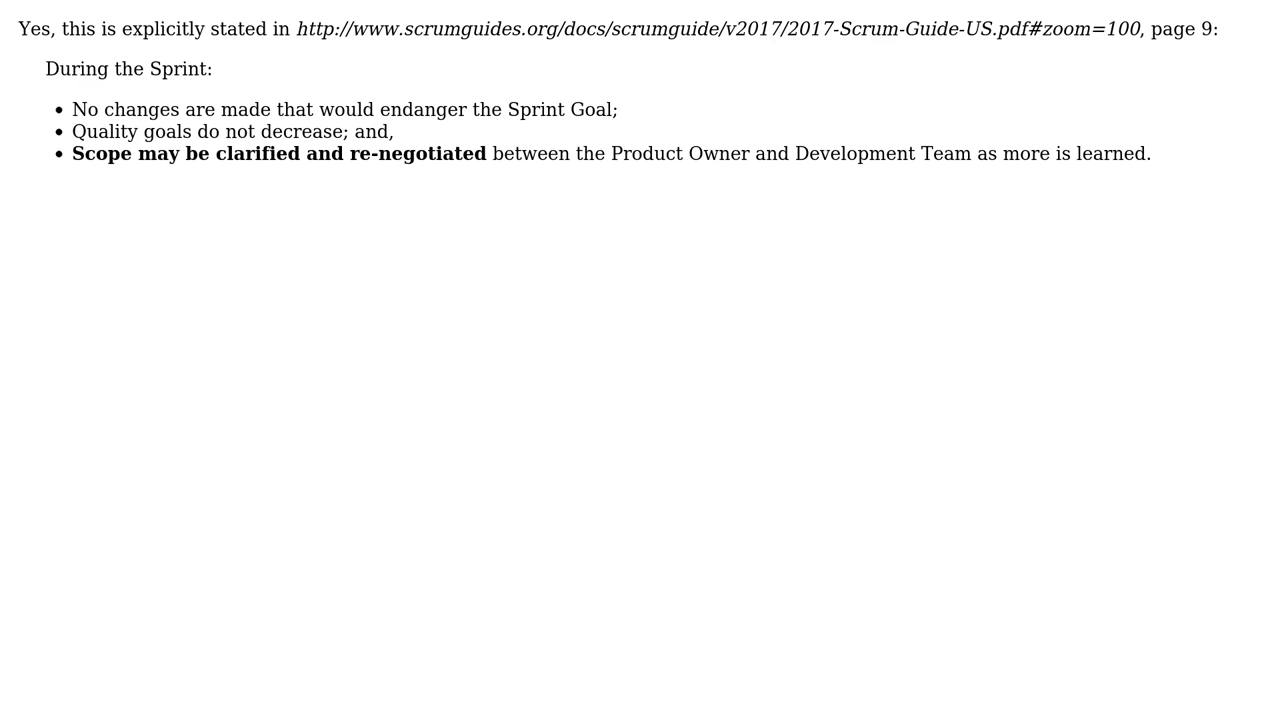 Yes, this is explicitly stated in http://www.scrumguides.org/docs/scrumguide/v2017/2017-Scrum-Guide-US.pdf#zoom=100, page 9:
During the Sprint:
• No changes are made that would endanger the Sprint Goal;
• Quality goals do not decrease; and,
• Scope may be clarified and re-negotiated between the Product Owner and Development Team as more is learned.